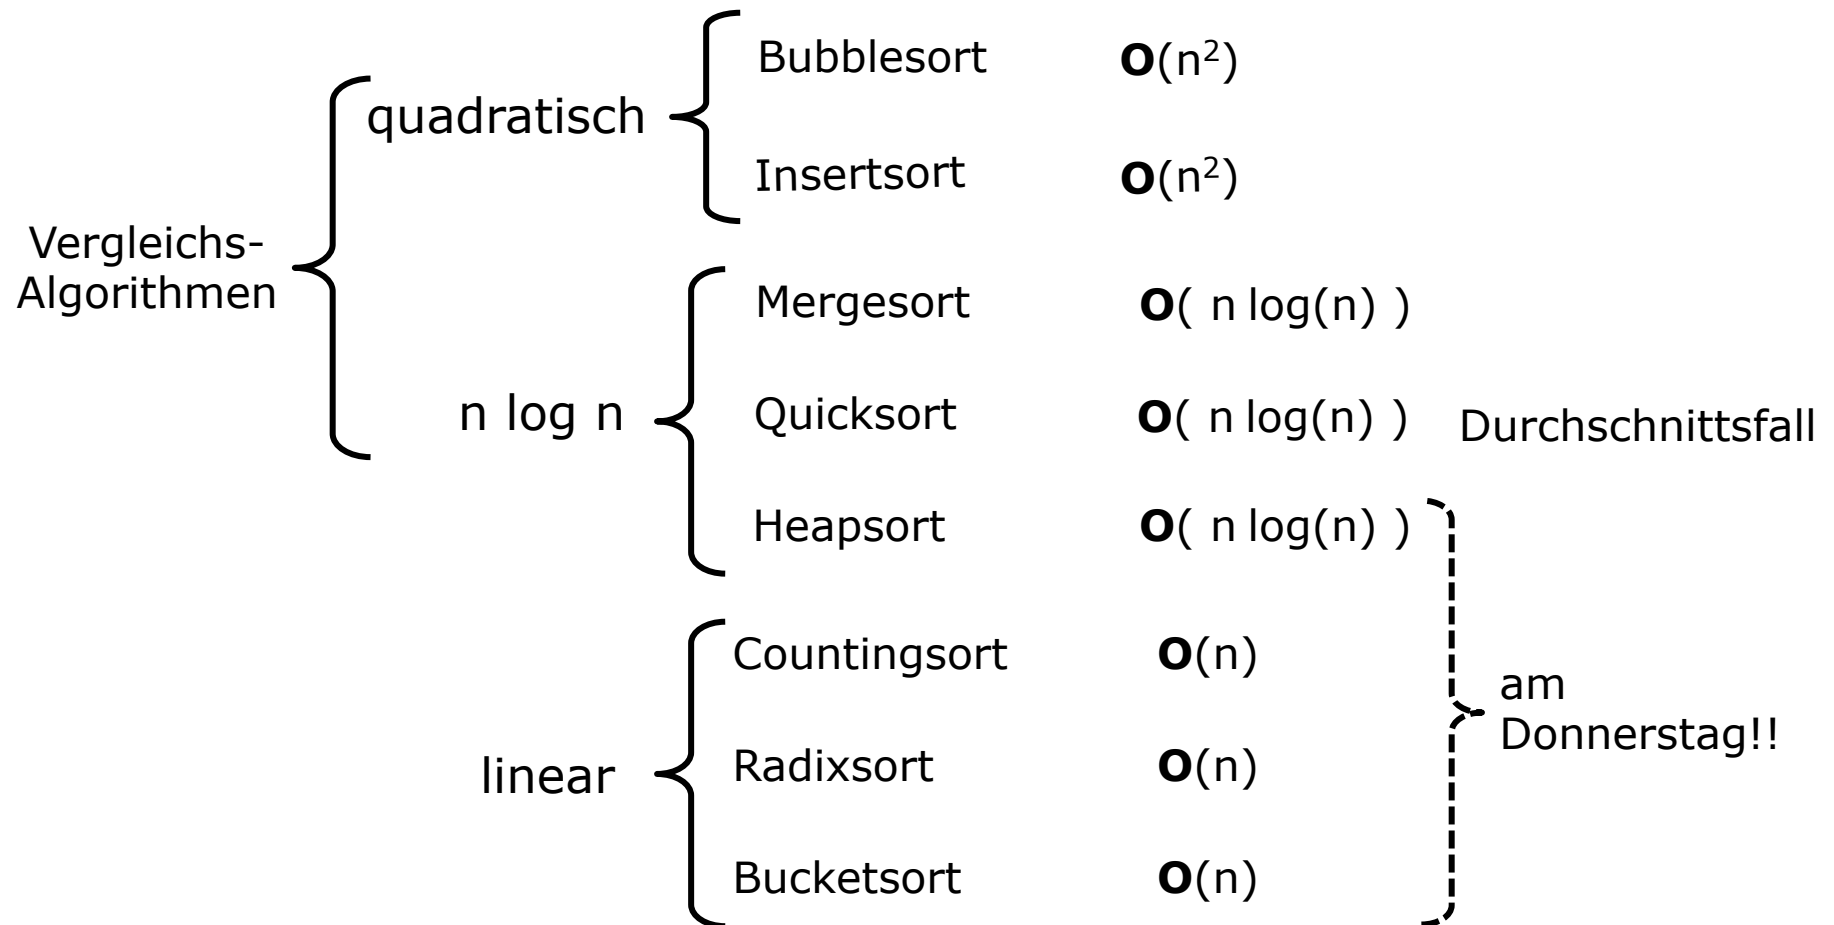 Bubblesort O(n²)
quadratisch
Insertsort O(n²)
Vergleichs-
Algorithmen
Mergesort O( n log(n) )
n log n
Quicksort O( n log(n) ) Durchschnittsfall
Heapsort O( n log(n) )
Countingsort O(n)
am
Donnerstag!!
linear
Radixsort O(n)
Bucketsort O(n)